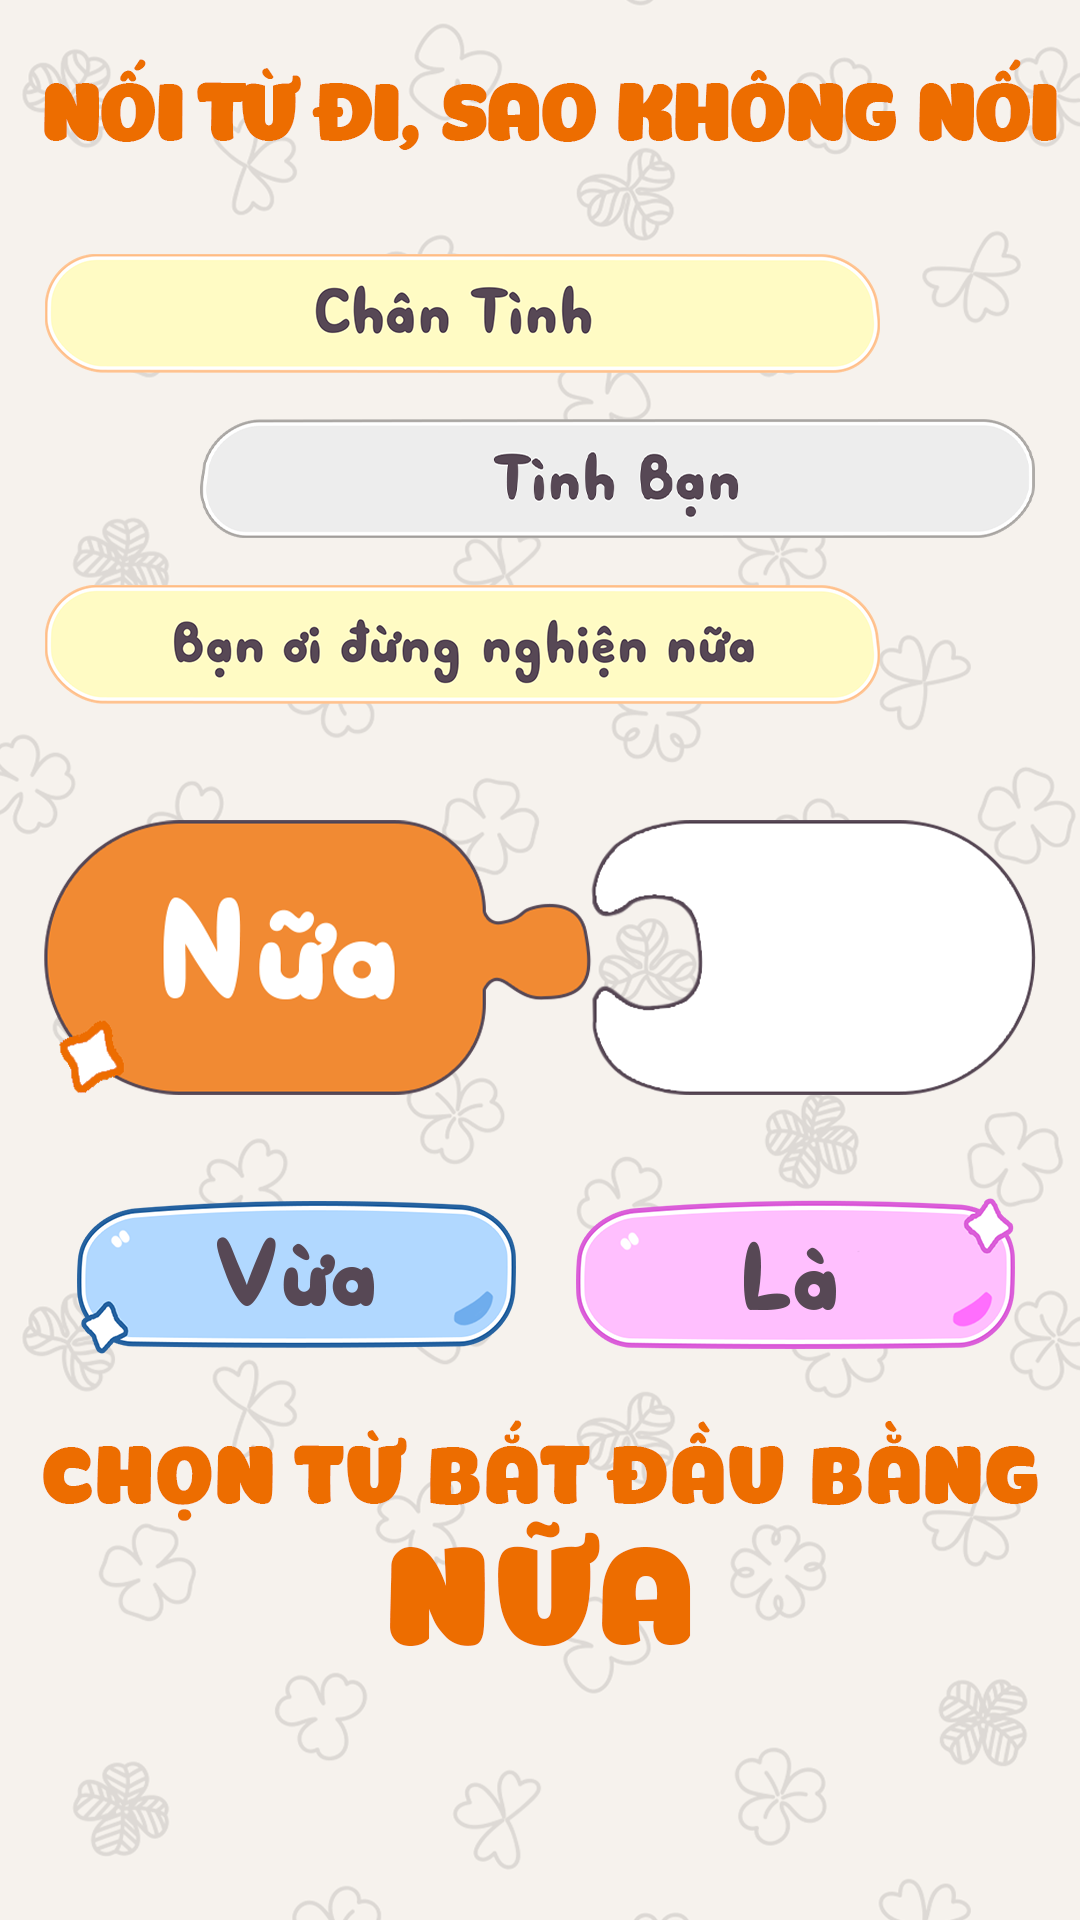 NỐI TỪ ĐI, SAO KHÔNG NỐI
Chân Tình
Tình Bạn
Bạn ơi đừng nghiện nữa
Nữa
Vừa
Là
CHỌN TỪ BẮT ĐẦU BẰNG
NỮA